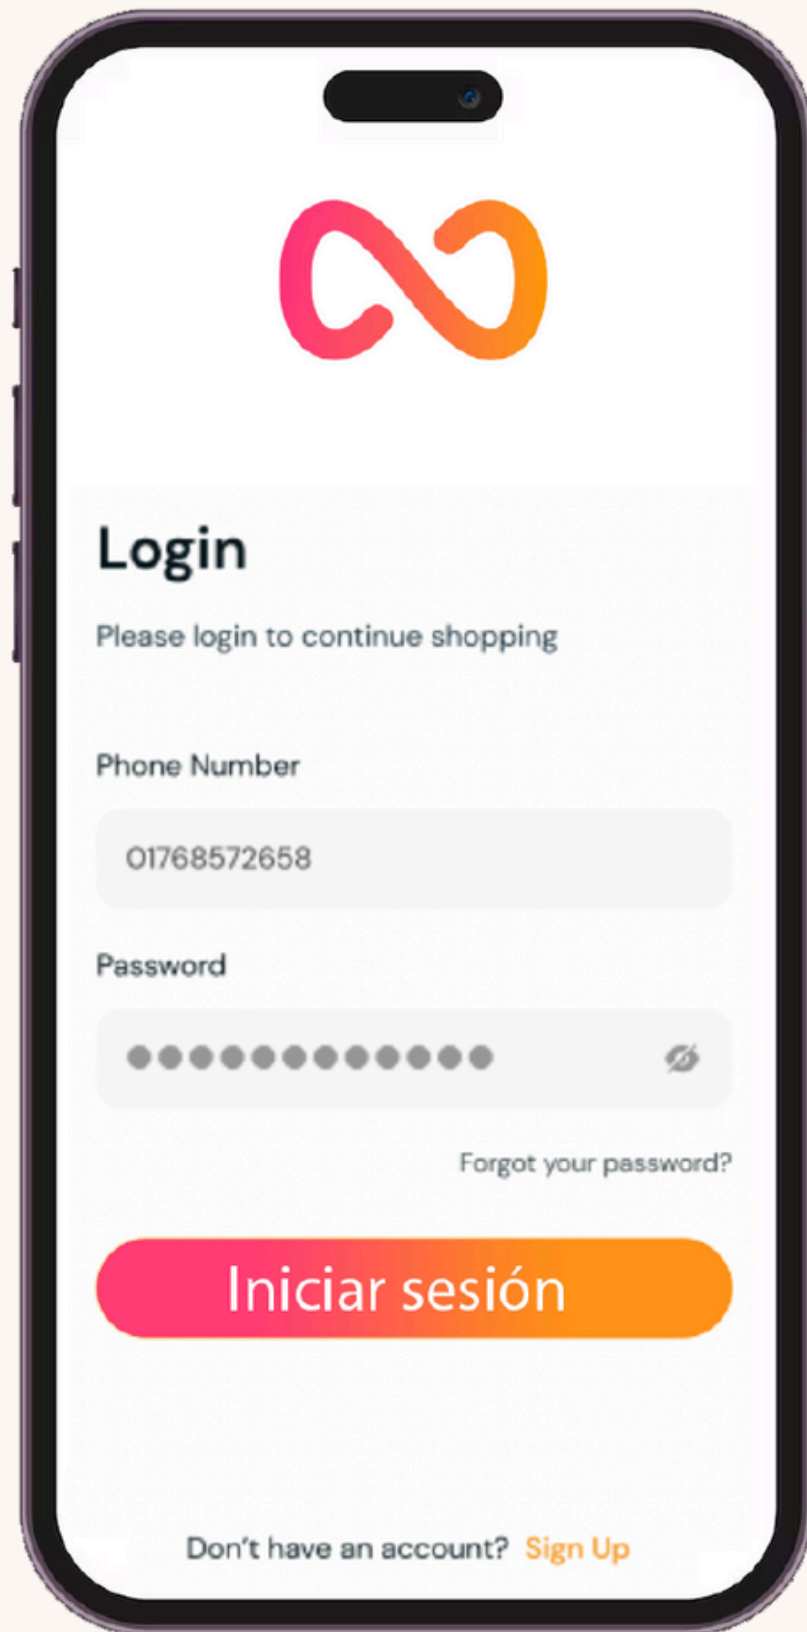 Login
Please login to continue shopping
Phone Number
01768572658
Password
Forgot your password?
Iniciar sesión
Don't have an account? Sign Up